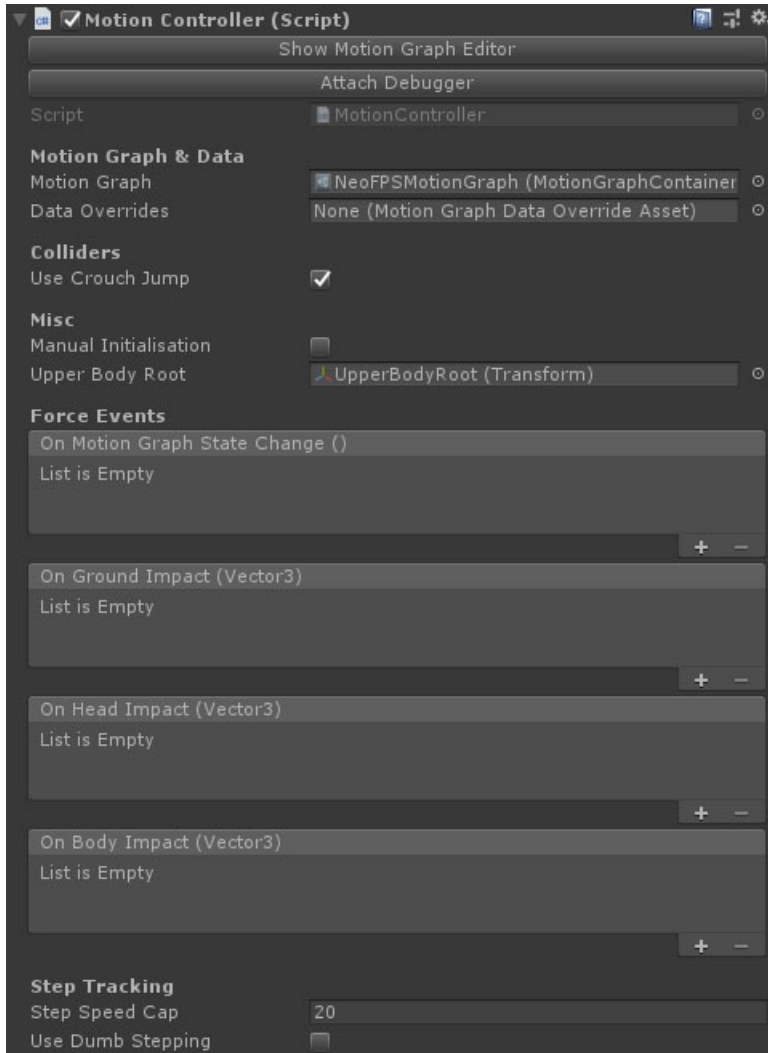 Motion Controller (Script)
Show Motion Graph Editor
Attach Debugger
Script MotionController
Motion Graph & Data
Motion Graph NeoFPSMotionGraph (MotionGraphContainer
Data Overrides None (Motion Graph Data Override Asset)
Colliders
Use Crouch Jump
Misc
Manual Initialisation
Upper Body Root UpperBodyRoot (Transform)
Force Events
On Motion Graph State Change ()
List is Empty
+ −
On Ground Impact (Vector3)
List is Empty
+ −
On Head Impact (Vector3)
List is Empty
+ −
On Body Impact (Vector3)
List is Empty
+ −
Step Tracking
Step Speed Cap 20
Use Dumb Stepping